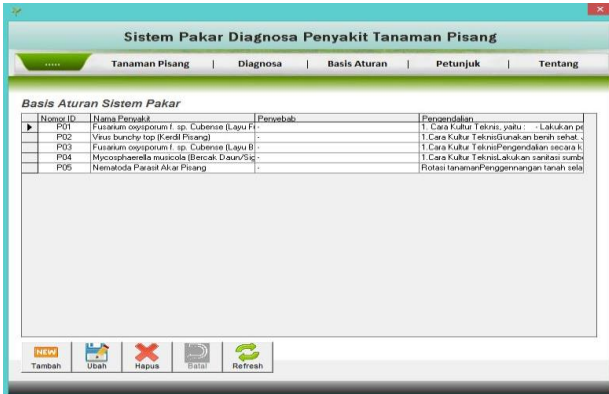 Sistem Pakar Diagnosa Penyakit Tanaman Pisang
..... Tanaman Pisang | Diagnosa | Basis Aturan | Petunjuk | Tentang
Basis Aturan Sistem Pakar
Nomor ID Nama Penyakit Penyebab Pengendalian
P01 Fusarium oxysporum f. sp. Cubense (Layu - 1. Cara Kultur Teknis, yaitu : - Lakukan pe
P02 Virus bunchy top (Kerdil Pisang) - 1.Cara Kultur TeknisGunakan benih sehat.
P03 Fusarium oxysporum f. sp. Cubense (Layu B - 1.Cara Kultur TeknisPengendalian secara k
P04 Mycosphaerella musicola (Bercak Daun/Sig - 1.Cara Kultur TeknisLakukan sanitasi sumb
P05 Nematoda Parasit Akar Pisang - Rotasi tanamanPenggennangan tanah sela
NEW
Tambah Ubah Hapus Batal Refresh